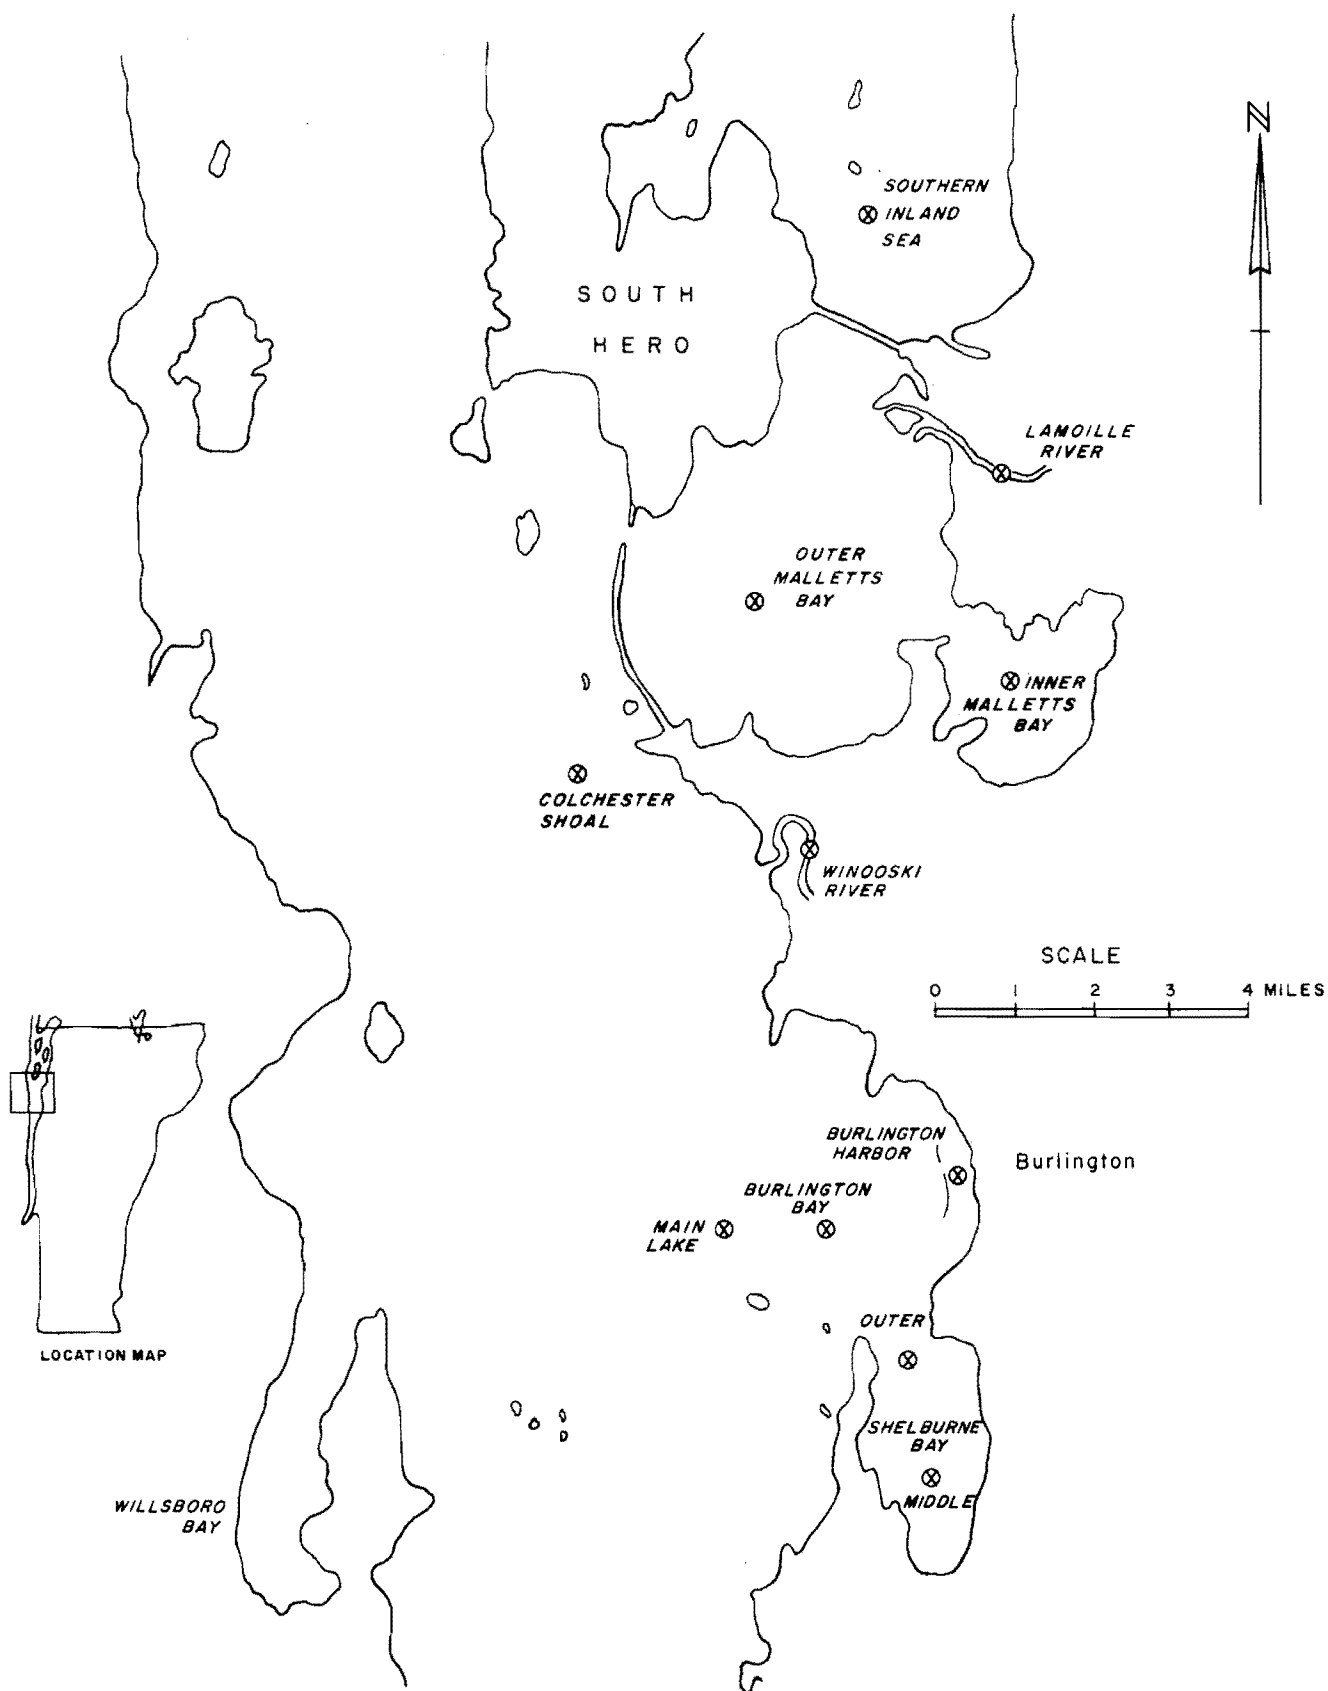 N
SOUTHERN
INLAND
SEA
SOUTH
HERO
LAMOILLE
RIVER
OUTER
MALLETTS
BAY
INNER
MALLETTS
BAY
COLCHESTER
SHOAL
WINOOSKI
RIVER
SCALE
0 1 2 3 4 MILES
BURLINGTON
HARBOR
Burlington
BURLINGTON
BAY
MAIN
LAKE
OUTER
LOCATION MAP
SHELBURNE
BAY
MIDDLE
WILLSBORO
BAY